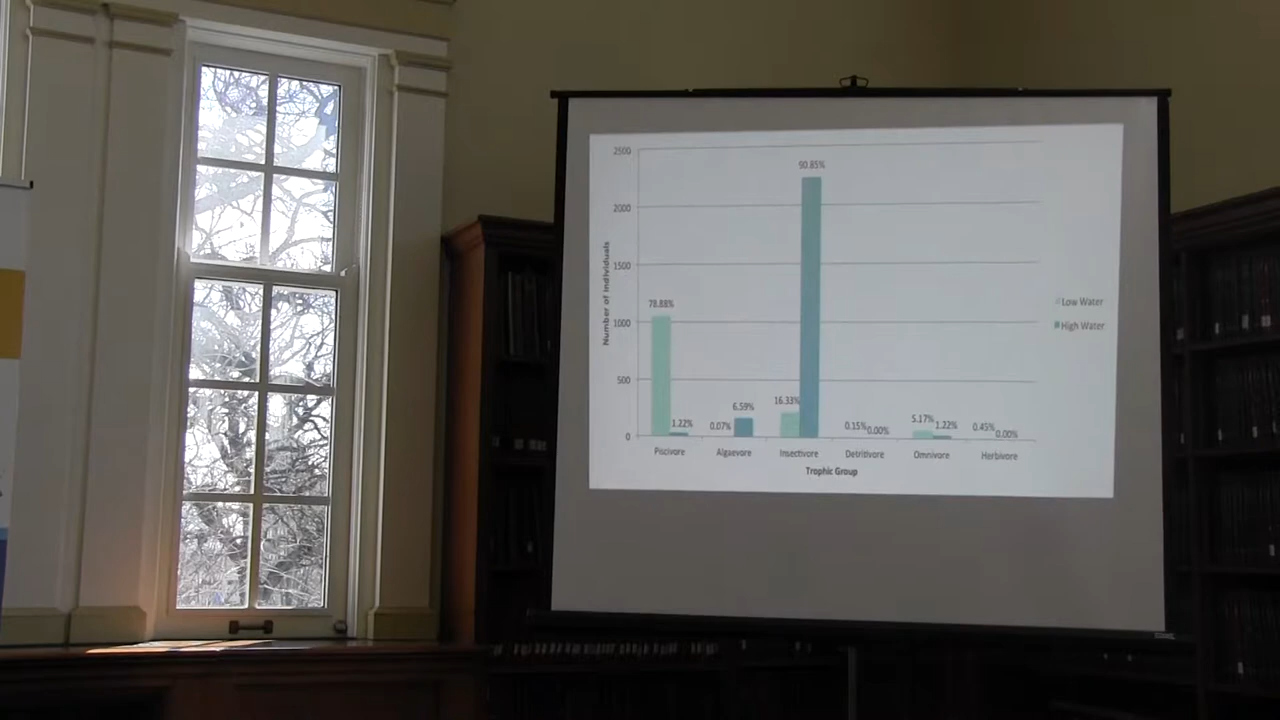 2500
2000
1500
1000
500
0
Number of Individuals
78.88%
1.22%
0.07%
6.59%
16.33%
90.85%
0.15%
0.00%
5.17%
1.22%
0.45%
0.00%
Piscivore
Algaevore
Insectivore
Detritivore
Omnivore
Herbivore
Trophic Group
Low Water
High Water